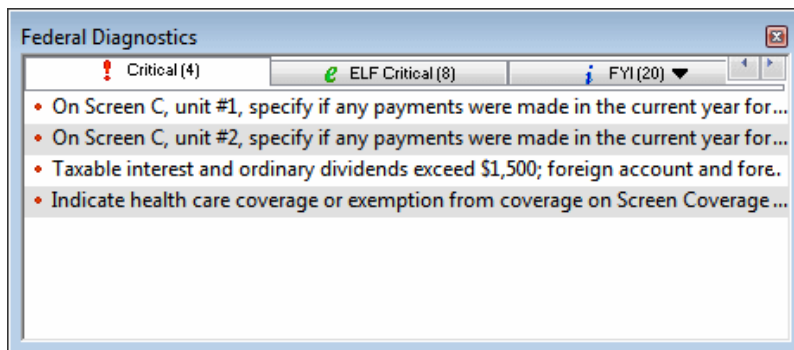 Federal Diagnostics
Critical (4) ELF Critical (8) FYI (20)
On Screen C, unit #1, specify if any payments were made in the current year for...
On Screen C, unit #2, specify if any payments were made in the current year for...
Taxable interest and ordinary dividends exceed $1,500; foreign account and fore..
Indicate health care coverage or exemption from coverage on Screen Coverage ...